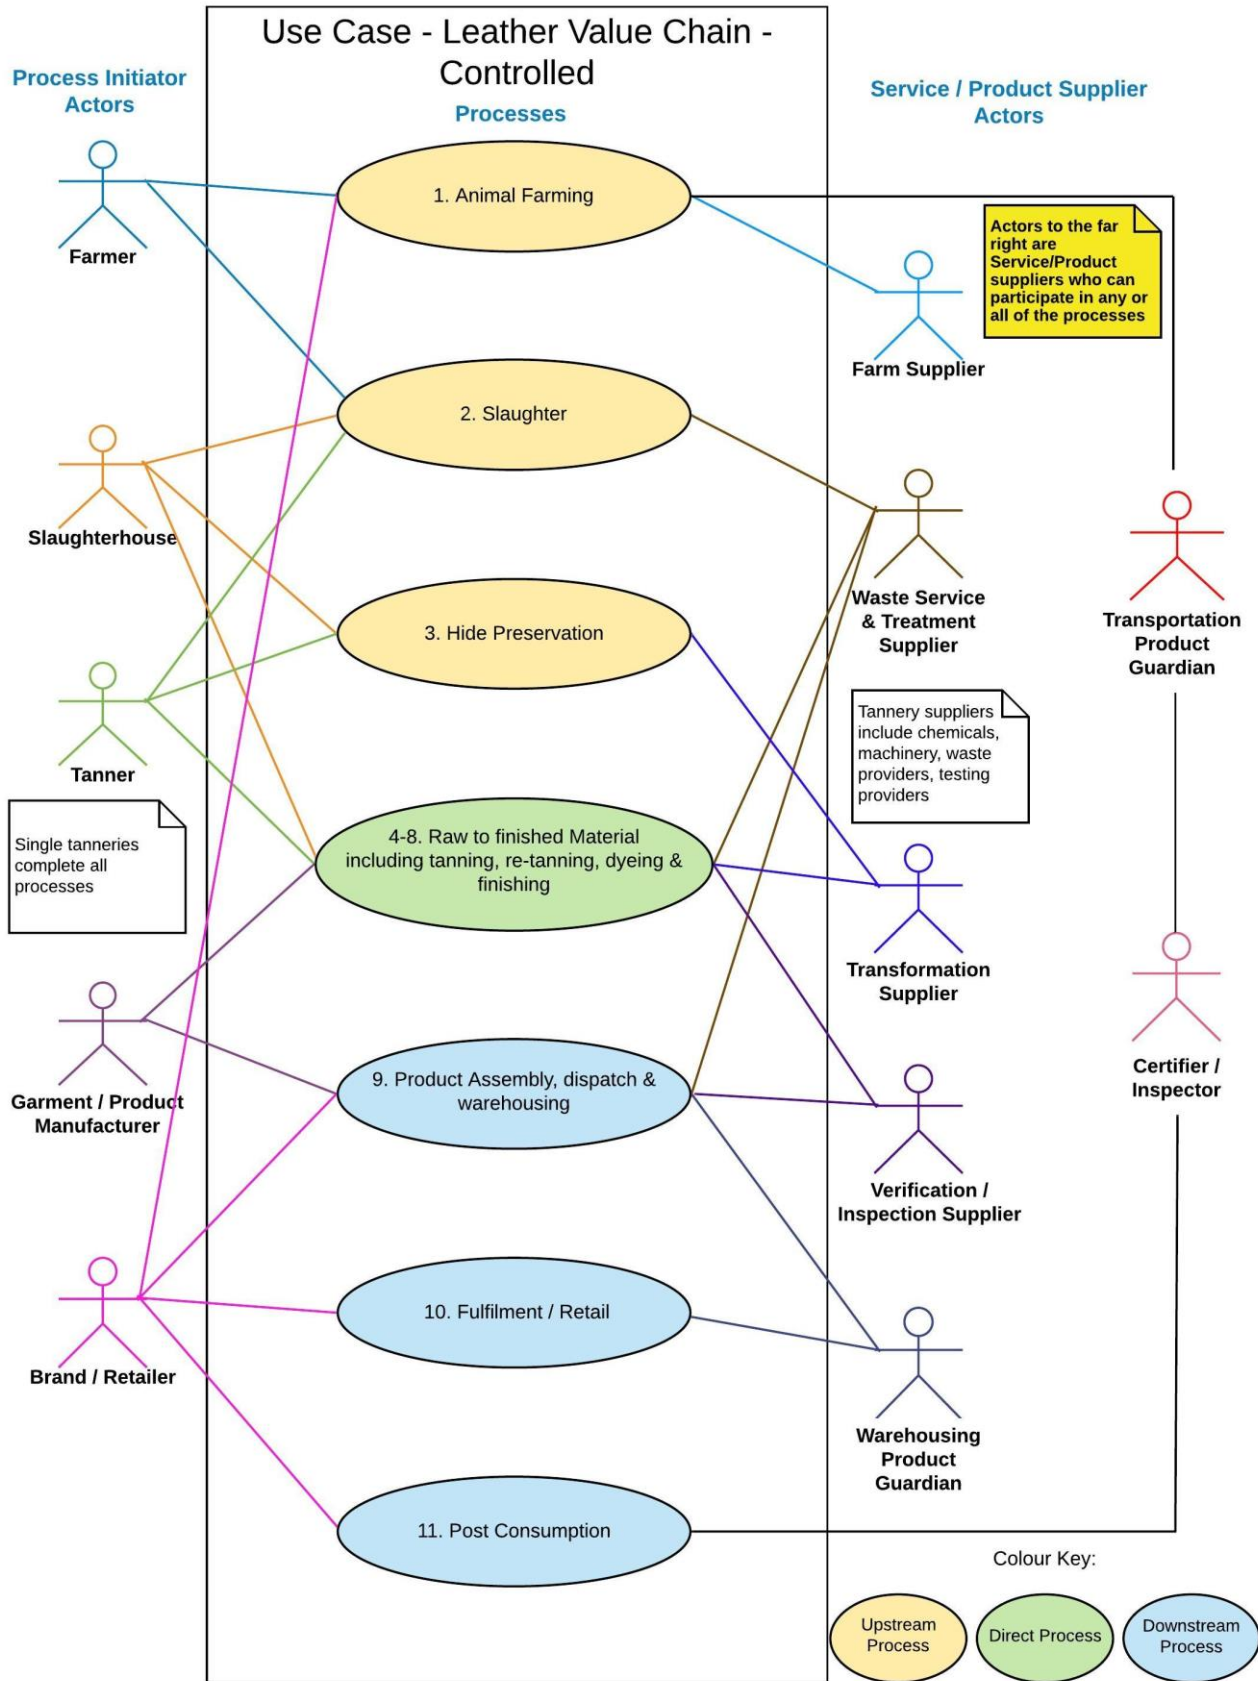 Use Case - Leather Value Chain -
Controlled
Process Initiator
Actors
Processes
Service / Product Supplier
Actors
Farmer
1. Animal Farming
Actors to the far
right are
Service/Product
suppliers who can
participate in any or
all of the processes
Farm Supplier
2. Slaughter
Slaughterhouse
Waste Service
& Treatment
Supplier
Transportation
Product
Guardian
3. Hide Preservation
Tanner
Tannery suppliers
include chemicals,
machinery, waste
providers, testing
providers
Single tanneries
complete all
processes
4-8. Raw to finished Material
including tanning, re-tanning, dyeing &
finishing
Transformation
Supplier
Garment / Product
Manufacturer
9. Product Assembly, dispatch &
warehousing
Certifier /
Inspector
Verification /
Inspection Supplier
Brand / Retailer
10. Fulfilment / Retail
Warehousing
Product
Guardian
11. Post Consumption
Colour Key:
Upstream
Process
Direct Process
Downstream
Process